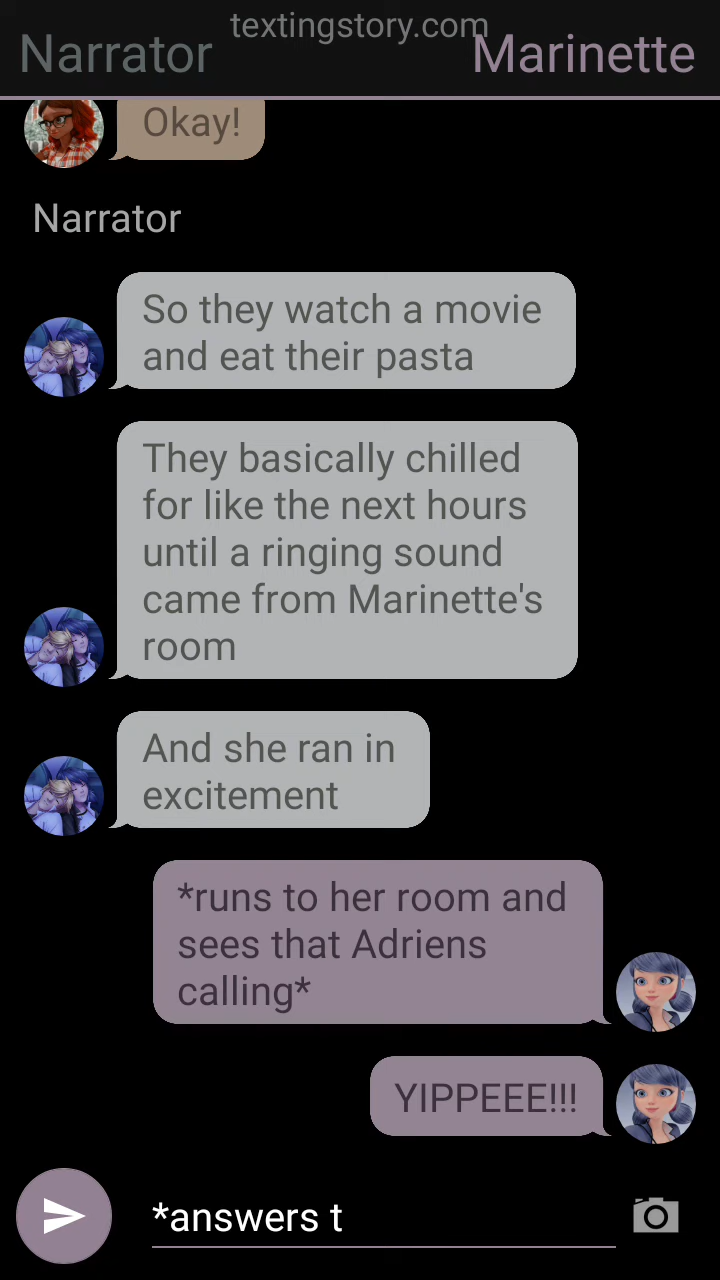 textingstory.com
Narrator
Marinette
Okay!
Narrator
So they watch a movie
and eat their pasta
They basically chilled
for like the next hours
until a ringing sound
came from Marinette's
room
And she ran in
excitement
*runs to her room and
sees that Adriens
calling*
YIPPEEE!!!
*answers t